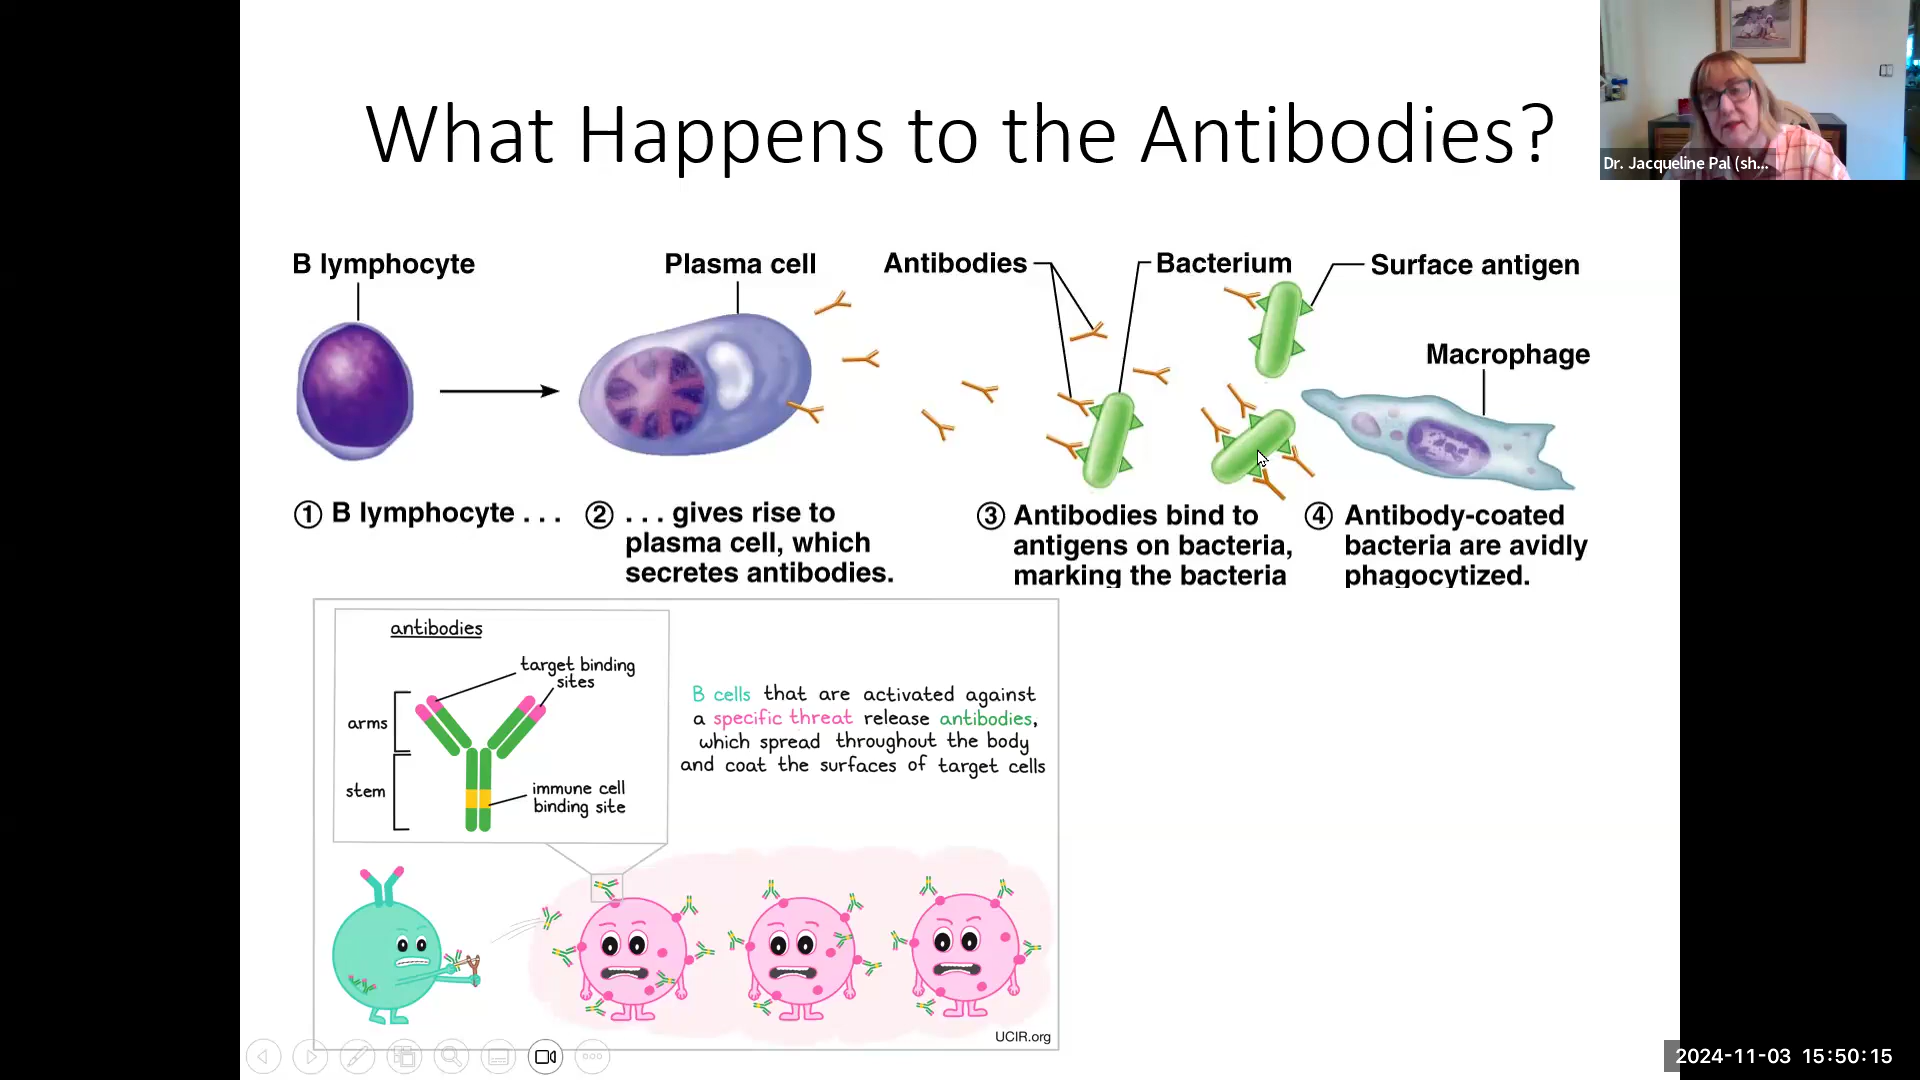 What Happens to the Antibodies?
Dr. Jacqueline Pal (sh...
B lymphocyte
Plasma cell
Antibodies
Bacterium
Surface antigen
Macrophage
1 B lymphocyte . . .
2 . . . gives rise to
plasma cell, which
secretes antibodies.
3 Antibodies bind to
antigens on bacteria,
marking the bacteria
4 Antibody-coated
bacteria are avidly
phagocytized.
antibodies
target binding
sites
arms
stem
immune cell
binding site
B cells that are activated against
a specific threat release antibodies,
which spread throughout the body
and coat the surfaces of target cells
UCIR.org
2024-11-03 15:50:15